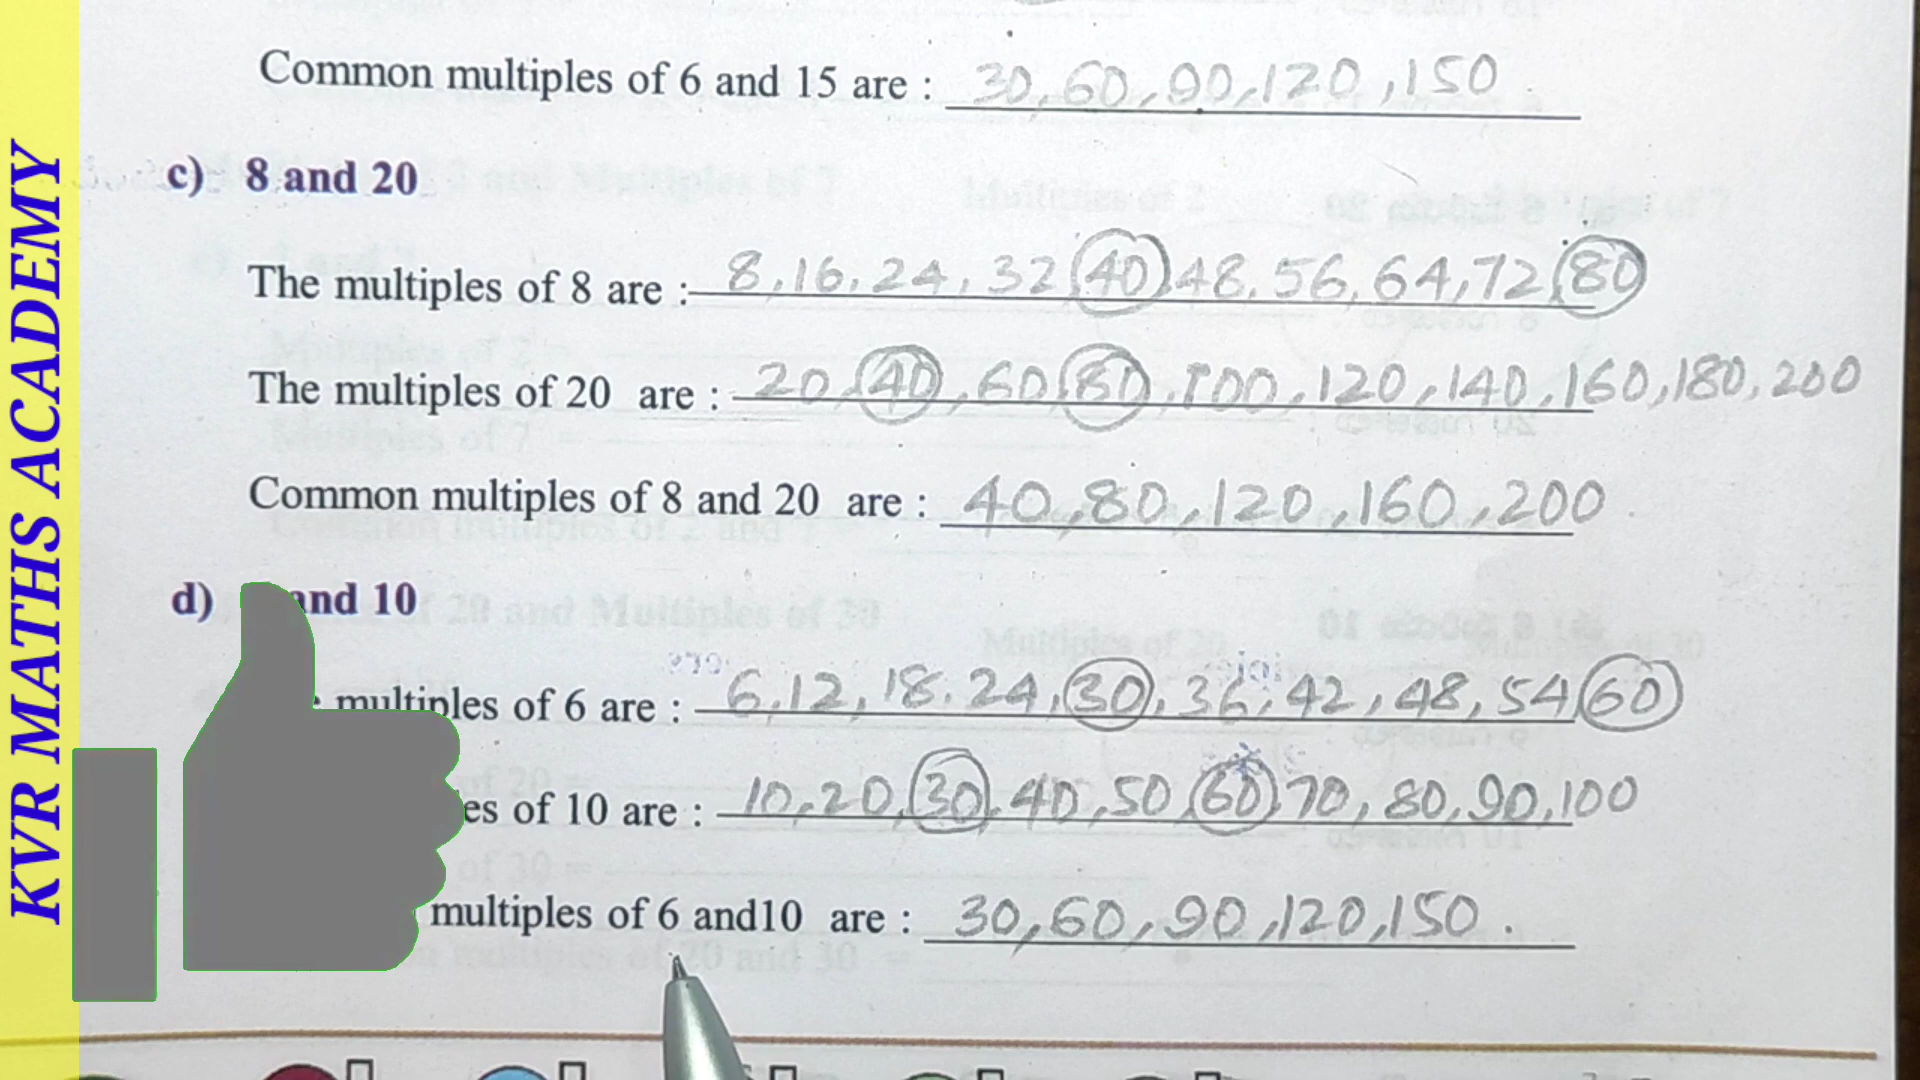 KVR MATHS ACADEMY
Common multiples of 6 and 15 are : 30, 60, 90, 120, 150
c) 8 and 20
The multiples of 8 are : 8, 16, 24, 32, 40, 48, 56, 64, 72, 80
The multiples of 20 are : 20, 40, 60, 80, 100, 120, 140, 160, 180, 200
Common multiples of 8 and 20 are : 40, 80, 120, 160, 200
d) and 10
multiples of 6 are : 6, 12, 18, 24, 30, 36, 42, 48, 54, 60
es of 10 are : 10, 20, 30, 40, 50, 60, 70, 80, 90, 100
multiples of 6 and10 are : 30, 60, 90, 120, 150.